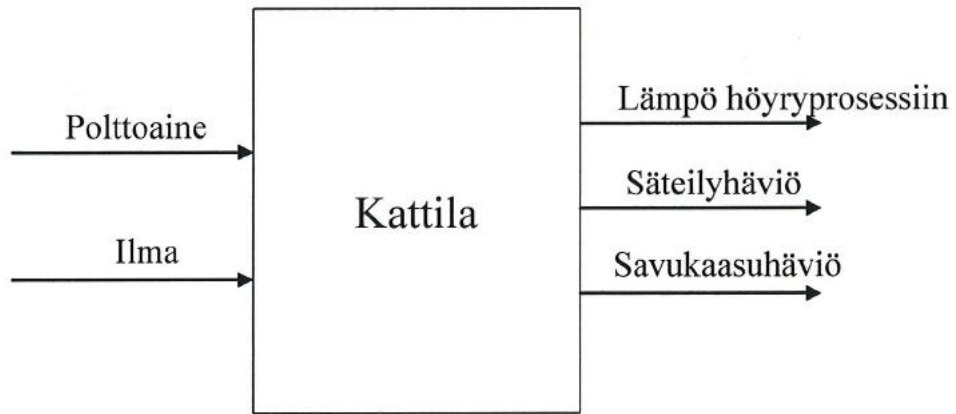 Polttoaine
Ilma
Kattila
Lämpö höyryprosessiin
Säteilyhäviö
Savukaasuhäviö